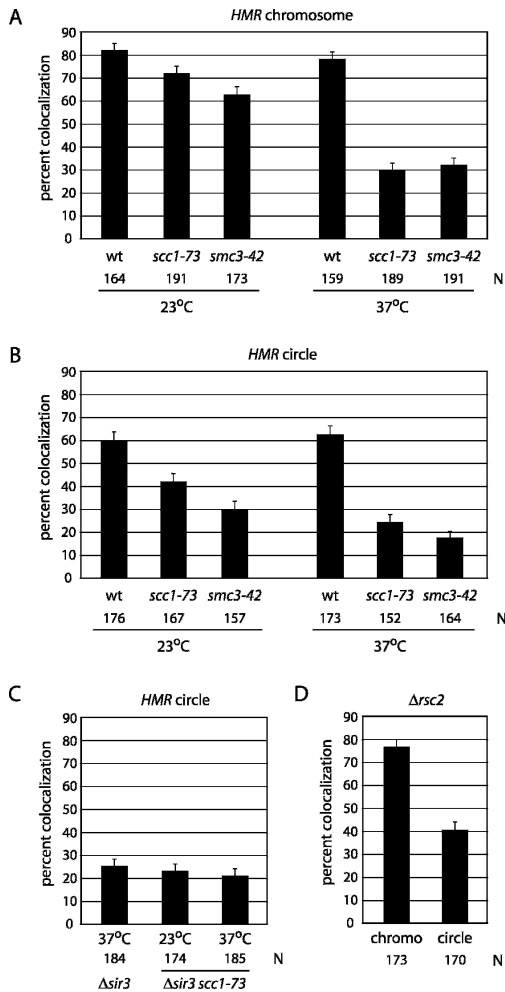 A
HMR chromosome
percent colocalization
90
80
70
60
50
40
30
20
10
0
wt scc1-73 smc3-42 wt scc1-73 smc3-42
164 191 173 159 189 191 N
23°C 37°C
B
HMR circle
percent colocalization
90
80
70
60
50
40
30
20
10
0
wt scc1-73 smc3-42 wt scc1-73 smc3-42
176 167 157 173 152 164 N
23°C 37°C
C
HMR circle
percent colocalization
90
80
70
60
50
40
30
20
10
0
37°C 23°C 37°C
184 174 185 N
Δsir3 Δsir3 scc1-73
D
Δrsc2
percent colocalization
90
80
70
60
50
40
30
20
10
0
chromo circle
173 170 N